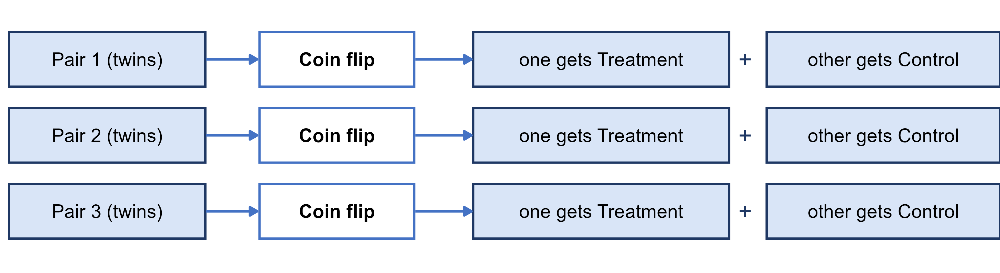 Pair 1 (twins) Coin flip one gets Treatment + other gets Control
Pair 2 (twins) Coin flip one gets Treatment + other gets Control
Pair 3 (twins) Coin flip one gets Treatment + other gets Control